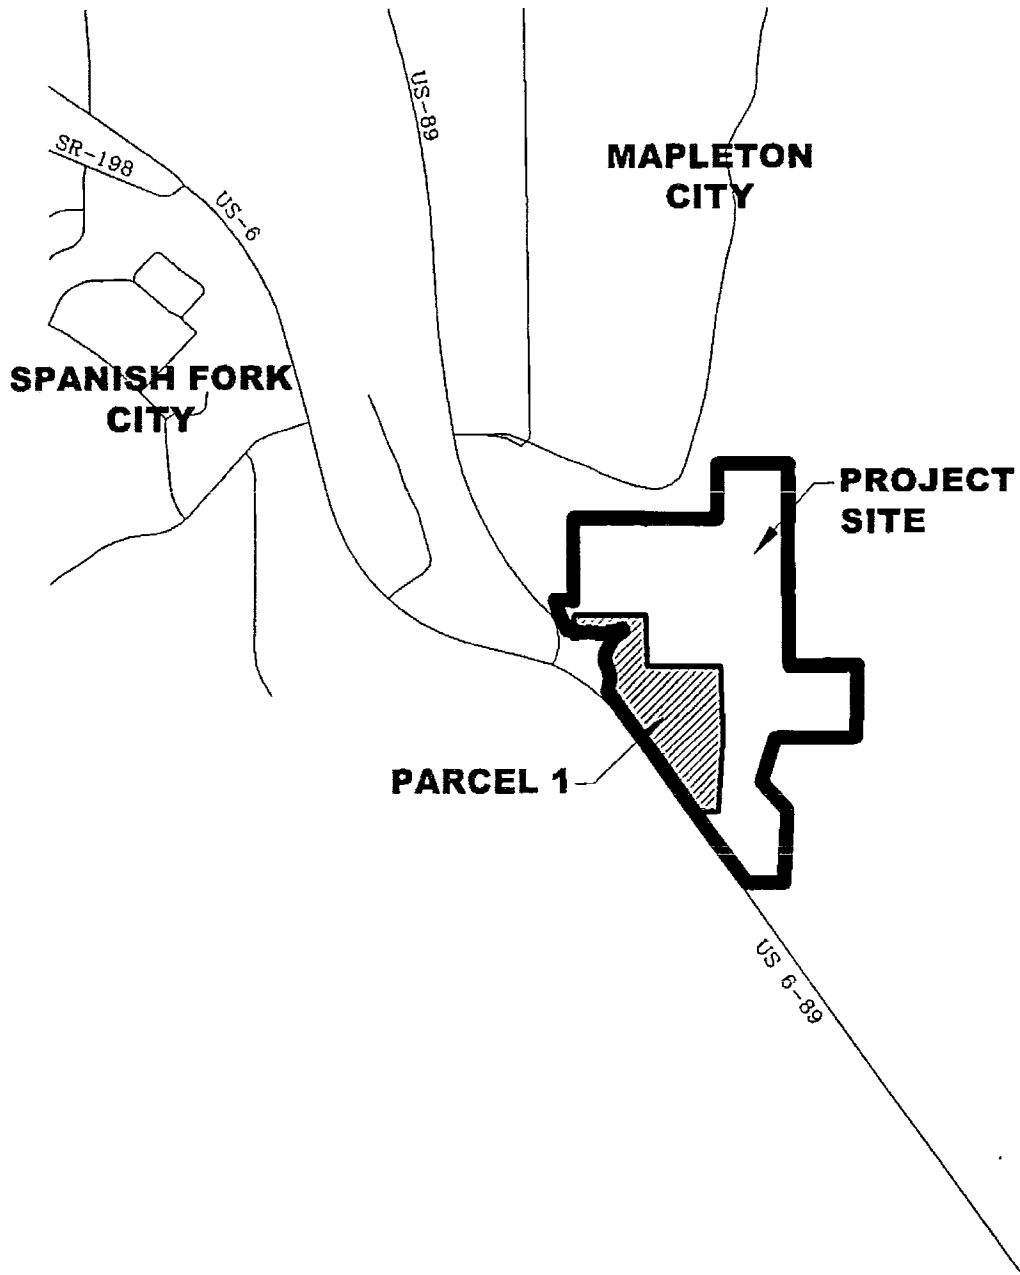 US-89
MAPLETON
CITY
SR-198
US-6
SPANISH FORK
CITY
PROJECT
SITE
PARCEL 1
US 6-89